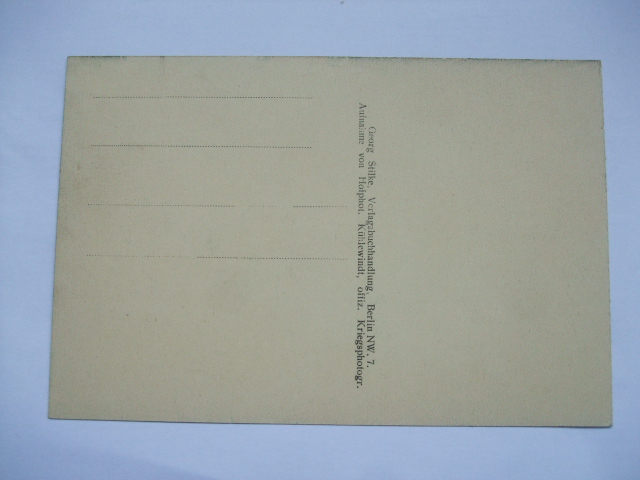 Georg Stilke, Verlagsbuchhandlung, Berlin NW. 7.
Aufnahme von Hofphot. Kühlewindt, offiz. Kriegsphotogr.